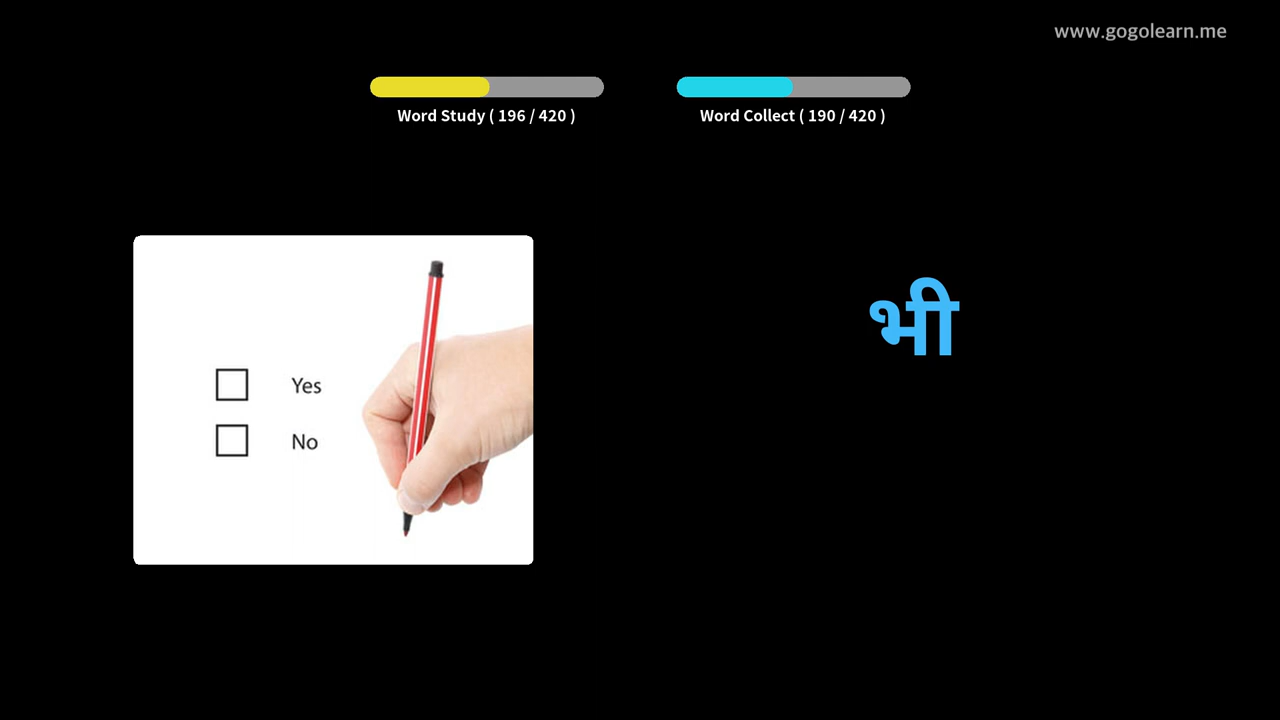 www.gogolearn.me
Word Study ( 196 / 420 )
Word Collect ( 190 / 420 )
भी
Yes
No